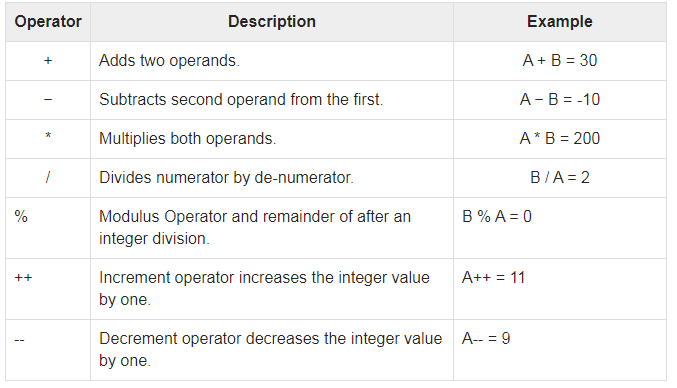 Operator Description Example
+ Adds two operands. A + B = 30
− Subtracts second operand from the first. A − B = -10
* Multiplies both operands. A * B = 200
/ Divides numerator by de-numerator. B / A = 2
% Modulus Operator and remainder of after an B % A = 0
integer division.
++ Increment operator increases the integer value A++ = 11
by one.
-- Decrement operator decreases the integer value A-- = 9
by one.